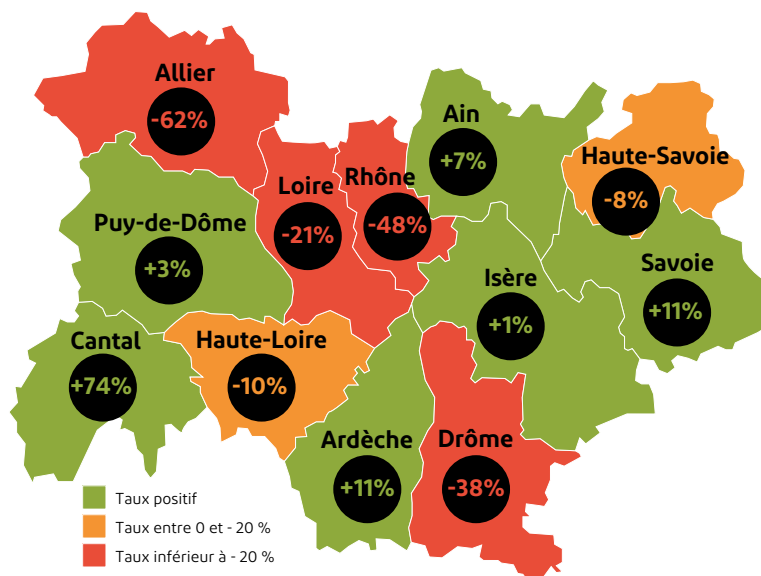 Allier
-62%
Ain
+7%
Haute-Savoie
-8%
Loire
-21%
Rhône
-48%
Puy-de-Dôme
+3%
Isère
+1%
Savoie
+11%
Cantal
+74%
Haute-Loire
-10%
Ardèche
+11%
Drôme
-38%
Taux positif
Taux entre 0 et - 20 %
Taux inférieur à - 20 %